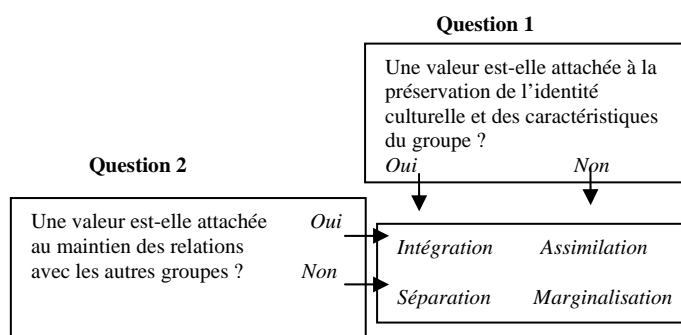 Question 1
Une valeur est-elle attachée à la
préservation de l'identité
culturelle et des caractéristiques
du groupe ?
Oui Non
Question 2
Une valeur est-elle attachée Oui
au maintien des relations
avec les autres groupes ? Non
Intégration Assimilation
Séparation Marginalisation